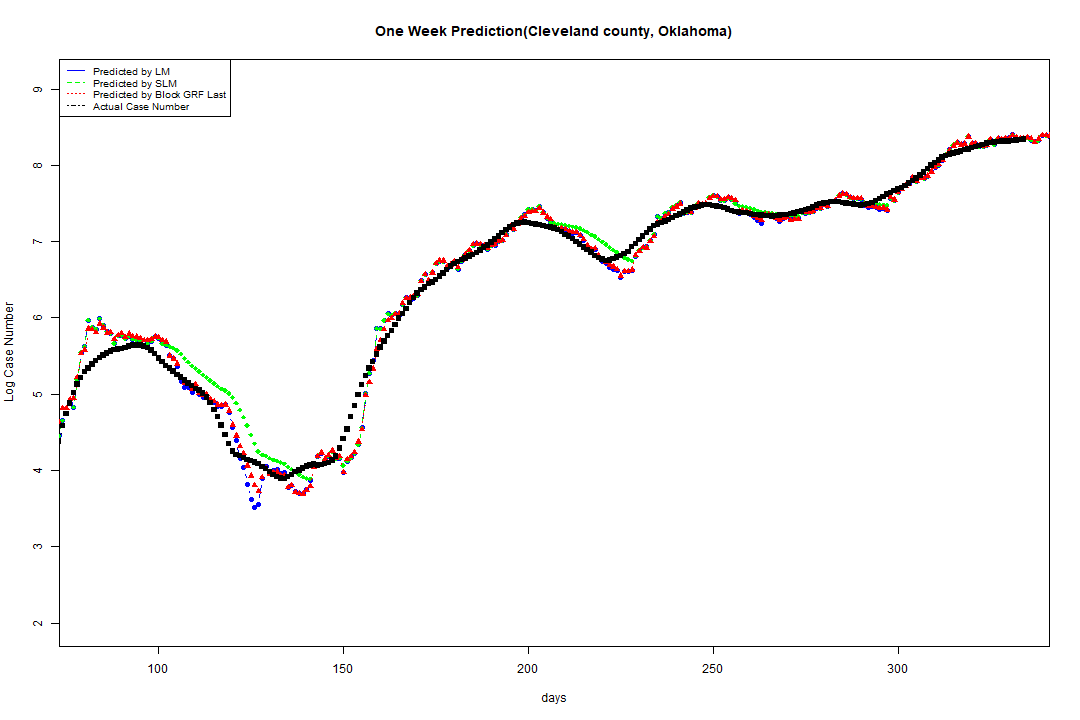 One Week Prediction(Cleveland county, Oklahoma)
Predicted by LM
Predicted by SLM
Predicted by Block GRF Last
Actual Case Number
9
8
7
6
5
4
3
2
Log Case Number
100 150 200 250 300
days